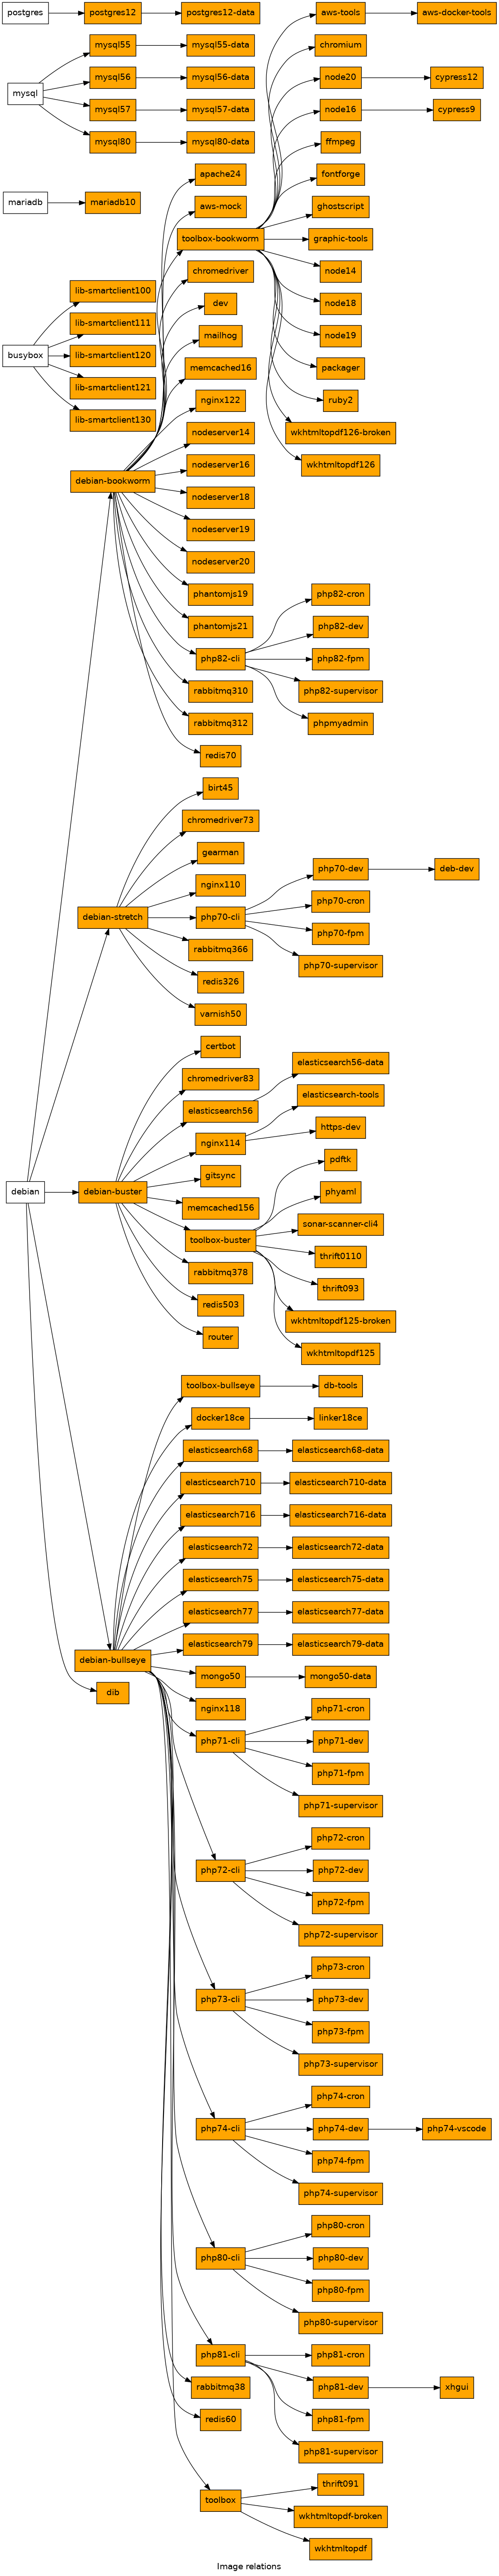 postgres
postgres12
postgres12-data
aws-tools
aws-docker-tools
mysql
mysql55
mysql55-data
mysql56
mysql56-data
mysql57
mysql57-data
mysql80
mysql80-data
chromium
node20
cypress12
node16
cypress9
ffmpeg
fontforge
ghostscript
graphic-tools
node14
node18
node19
packager
ruby2
wkhtmltopdf126-broken
wkhtmltopdf126
mariadb
mariadb10
apache24
aws-mock
toolbox-bookworm
chromedriver
dev
mailhog
memcached16
nginx122
nodeserver14
nodeserver16
nodeserver18
nodeserver19
nodeserver20
phantomjs19
phantomjs21
php82-cli
rabbitmq310
rabbitmq312
redis70
busybox
lib-smartclient100
lib-smartclient111
lib-smartclient120
lib-smartclient121
lib-smartclient130
debian-bookworm
php82-cron
php82-dev
php82-fpm
php82-supervisor
phpmyadmin
birt45
chromedriver73
gearman
nginx110
debian-stretch
php70-cli
rabbitmq366
redis326
varnish50
php70-dev
deb-dev
php70-cron
php70-fpm
php70-supervisor
certbot
chromedriver83
elasticsearch56
elasticsearch56-data
nginx114
elasticsearch-tools
https-dev
gitsync
debian
debian-buster
memcached156
toolbox-buster
rabbitmq378
redis503
router
pdftk
phyaml
sonar-scanner-cli4
thrift0110
thrift093
wkhtmltopdf125-broken
wkhtmltopdf125
toolbox-bullseye
db-tools
docker18ce
linker18ce
elasticsearch68
elasticsearch68-data
elasticsearch710
elasticsearch710-data
elasticsearch716
elasticsearch716-data
elasticsearch72
elasticsearch72-data
elasticsearch75
elasticsearch75-data
elasticsearch77
elasticsearch77-data
elasticsearch79
elasticsearch79-data
debian-bullseye
mongo50
mongo50-data
dib
nginx118
php71-cli
php71-cron
php71-dev
php71-fpm
php71-supervisor
php72-cli
php72-cron
php72-dev
php72-fpm
php72-supervisor
php73-cli
php73-cron
php73-dev
php73-fpm
php73-supervisor
php74-cli
php74-cron
php74-dev
php74-vscode
php74-fpm
php74-supervisor
php80-cli
php80-cron
php80-dev
php80-fpm
php80-supervisor
php81-cli
php81-cron
php81-dev
xhgui
php81-fpm
php81-supervisor
rabbitmq38
redis60
toolbox
thrift091
wkhtmltopdf-broken
wkhtmltopdf
Image relations